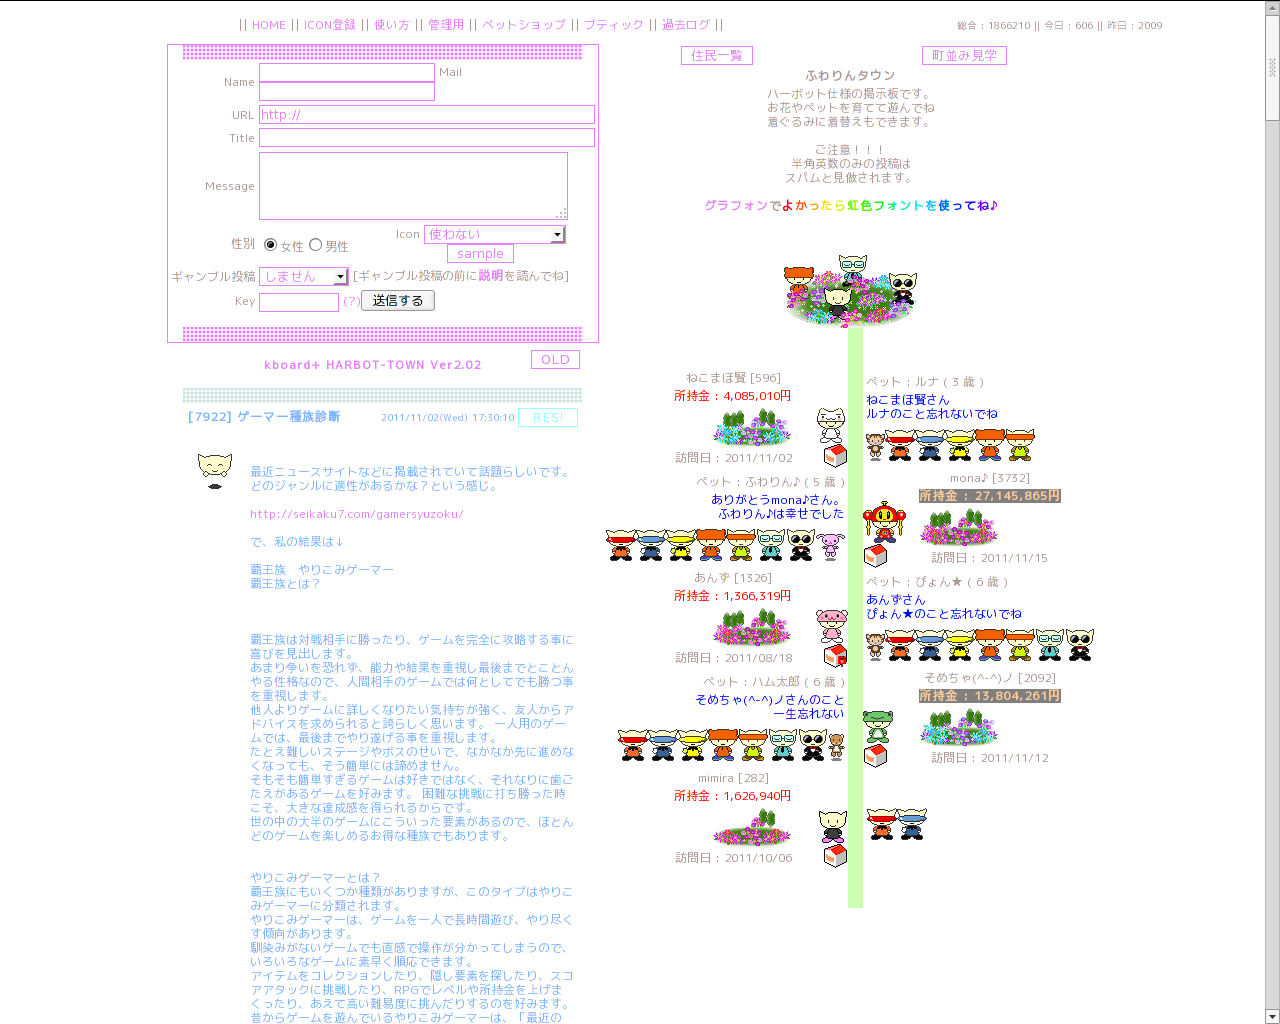 || HOME || ICON登録 || 使い方 || 管理用 || ペットショップ || ブティック || 過去ログ ||
総合 : 1866210 || 今日 : 606 || 昨日 : 2009
Name
Mail
URL
http://
Title
Message
性別 女性 男性
Icon 使わない
sample
ギャンブル投稿 しません [ギャンブル投稿の前に説明を読んでね]
Key (?) 送信する
kboard+ HARBOT-TOWN Ver2.02
OLD
[7922] ゲーマー種族診断 2011/11/02(Wed) 17:30:10 RES!
最近ニュースサイトなどに掲載されていて話題らしいです。
どのジャンルに適性があるかな？という感じ。
http://seikaku7.com/gamersyuzoku/
で、私の結果は↓
覇王族　やりこみゲーマー
覇王族とは？
覇王族は対戦相手に勝ったり、ゲームを完全に攻略する事に
喜びを見出します。
あまり争いを恐れず、能力や結果を重視し最後までとことん
やる性格なので、人間相手のゲームでは何としてでも勝つ事
を重視します。
他人よりゲームに詳しくなりたい気持ちが強く、友人からア
ドバイスを求められると誇らしく思います。 一人用のゲー
ムでは、最後までやり遂げる事を重視します。
たとえ難しいステージやボスのせいで、なかなか先に進めな
くなっても、そう簡単には諦めません。
そもそも簡単すぎるゲームは好きではなく、それなりに歯ご
たえがあるゲームを好みます。 困難な挑戦に打ち勝った時
こそ、大きな達成感を得られるからです。
世の中の大半のゲームにこういった要素があるので、ほとん
どのゲームを楽しめるお得な種族でもあります。
やりこみゲーマーとは？
覇王族にもいくつか種類がありますが、このタイプはやりこ
みゲーマーに分類されます。
やりこみゲーマーは、ゲームを一人で長時間遊び、やり尽く
す傾向があります。
馴染みがないゲームでも直感で操作が分かってしまうので、
いろいろなゲームに素早く順応できます。
アイテムをコレクションしたり、隠し要素を探したり、スコ
アアタックに挑戦したり、RPGでレベルや所持金を上げま
くったり、あえて高い難易度に挑んだりするのを好みます。
昔からゲームを遊んでいるやりこみゲーマーは、「最近の
住民一覧
町並み見学
ふわりんタウン
ハーボット仕様の掲示板です。
お花やペットを育てて遊んでね
着ぐるみに着替えもできます。
ご注意！！！
半角英数のみの投稿は
スパムと見做されます。
グラフォンでよかったら虹色フォントを使ってね♪
ねこまほ賢 [596]
所持金 : 4,085,010円
訪問日 : 2011/11/02
ペット : ルナ ( 3 歳 )
ねこまほ賢さん
ルナのこと忘れないでね
mona♪ [3732]
所持金 : 27,145,865円
訪問日 : 2011/11/15
ペット : ふわりん♪ ( 5 歳 )
ありがとうmona♪さん。
ふわりん♪は幸せでした
あんず [1326]
所持金 : 1,366,319円
訪問日 : 2011/08/18
ペット : ぴょん★ ( 6 歳 )
あんずさん
ぴょん★のこと忘れないでね
そめちゃ(^-^)ノ [2092]
所持金 : 13,804,261円
訪問日 : 2011/11/12
ペット : ハム太郎 ( 6 歳 )
そめちゃ(^-^)ノさんのこと
一生忘れない
mimira [282]
所持金 : 1,626,940円
訪問日 : 2011/10/06